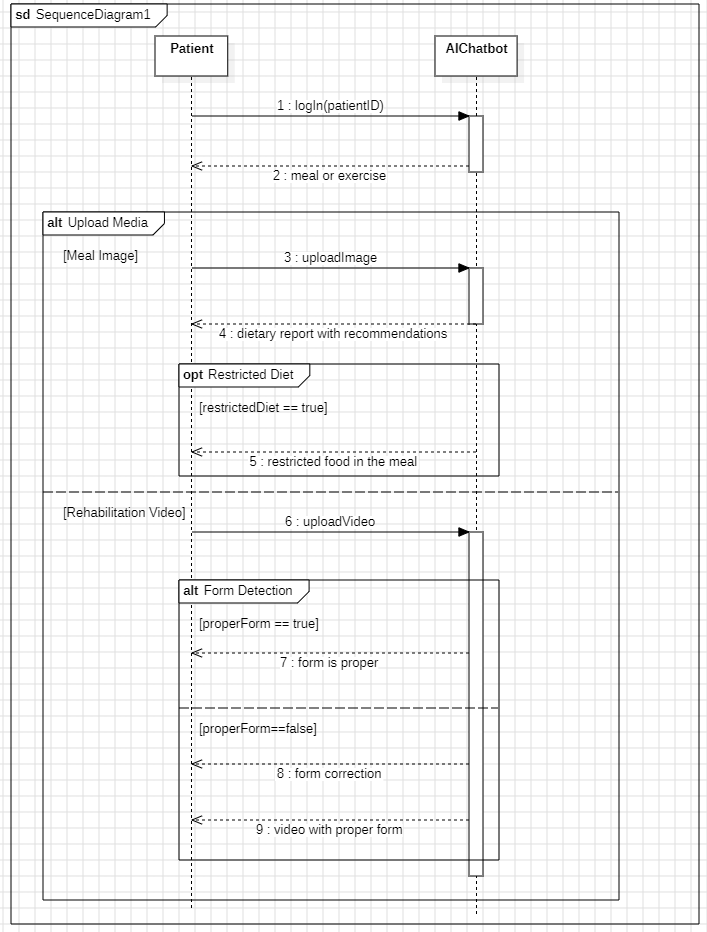 sd SequenceDiagram1
Patient
AIChatbot
1 : logIn(patientID)
2 : meal or exercise
alt Upload Media
[Meal Image]
3 : uploadImage
4 : dietary report with recommendations
opt Restricted Diet
[restrictedDiet == true]
5 : restricted food in the meal
[Rehabilitation Video]
6 : uploadVideo
alt Form Detection
[properForm == true]
7 : form is proper
[properForm==false]
8 : form correction
9 : video with proper form